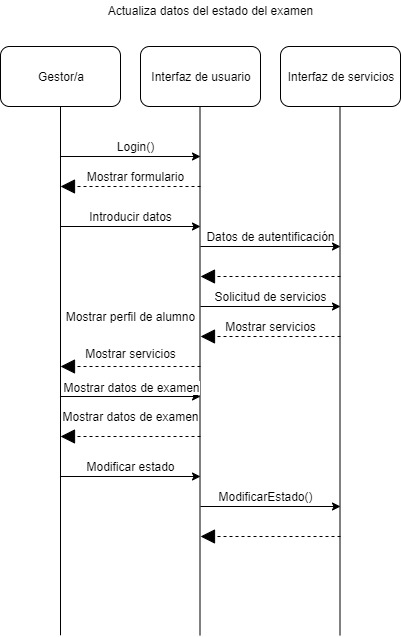 Actualiza datos del estado del examen
Gestor/a
Interfaz de usuario
Interfaz de servicios
Login()
Mostrar formulario
Introducir datos
Datos de autentificación
Solicitud de servicios
Mostrar perfil de alumno
Mostrar servicios
Mostrar servicios
Mostrar datos de examen
Mostrar datos de examen
Modificar estado
ModificarEstado()